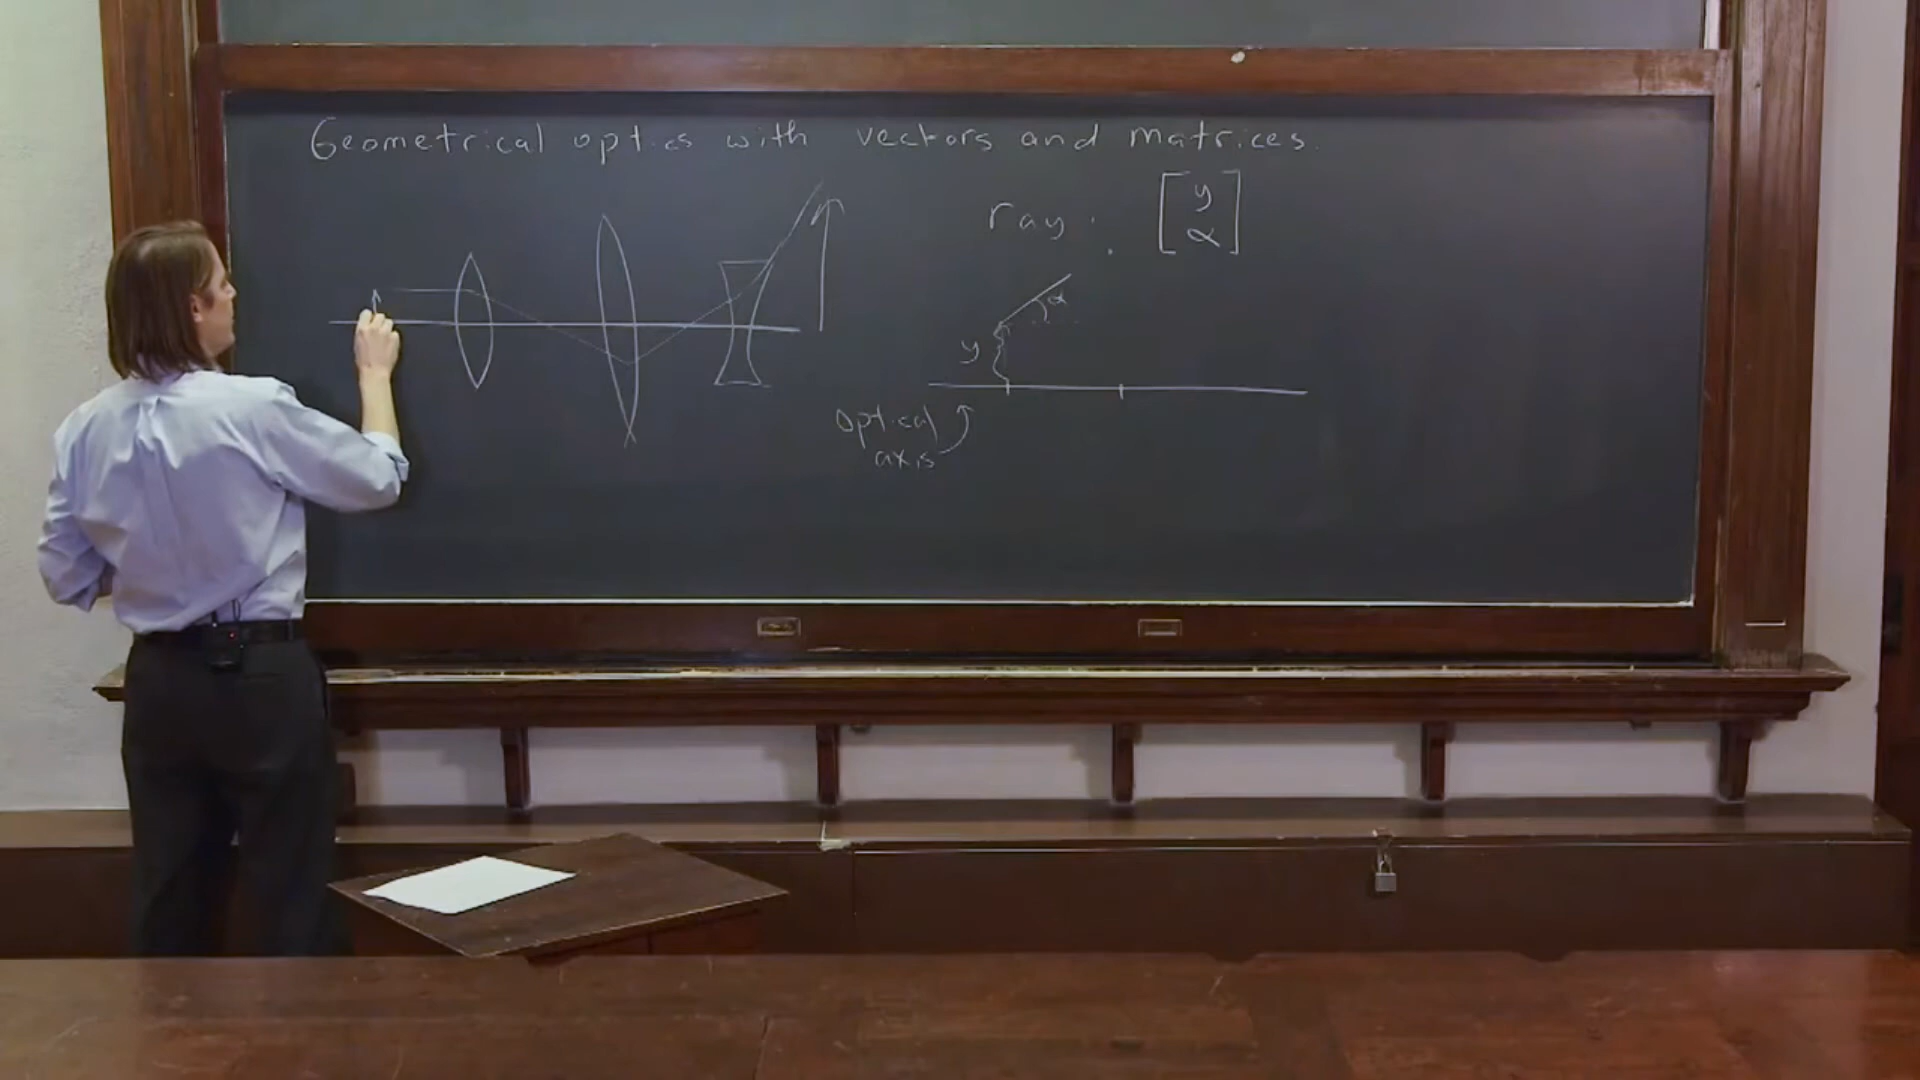 Geometrical optics with vectors and matrices.
ray: [y
α]
α
y
optical
axis